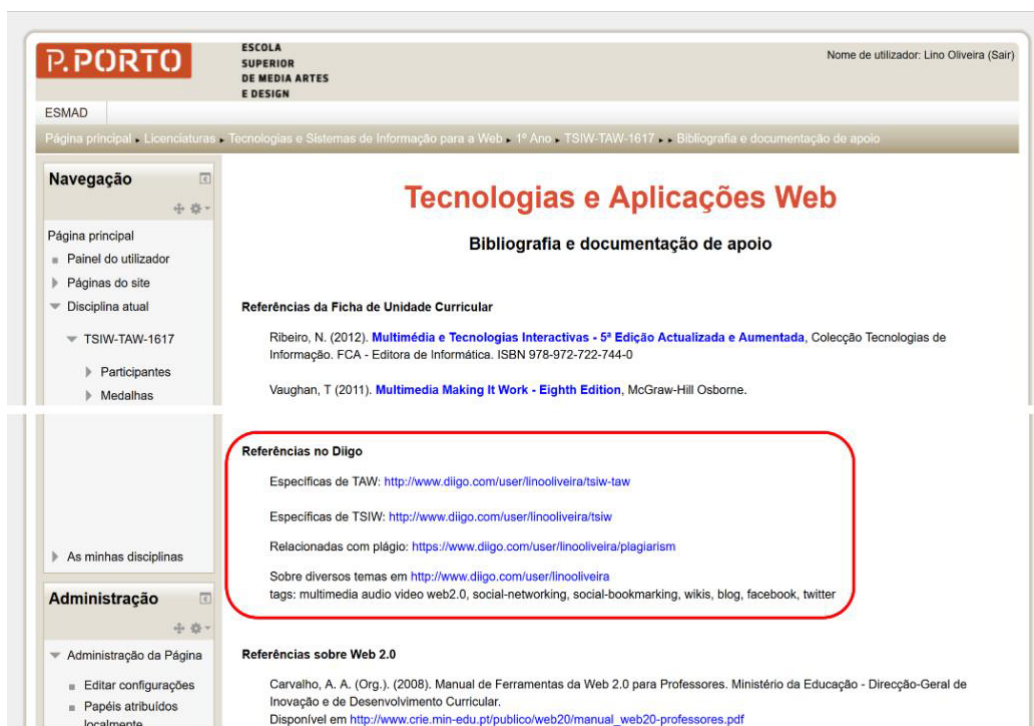 P.PORTO
ESCOLA
SUPERIOR
DE MEDIA ARTES
E DESIGN
Nome de utilizador: Lino Oliveira (Sair)
ESMAD
Página principal ▸ Licenciaturas ▸ Tecnologias e Sistemas de Informação para a Web ▸ 1º Ano ▸ TSIW-TAW-1617 ▸ ▸ Bibliografia e documentação de apoio
Navegação
Página principal
Painel do utilizador
Páginas do site
Disciplina atual
TSIW-TAW-1617
Participantes
Medalhas
As minhas disciplinas
Administração
Administração da Página
Editar configurações
Papéis atribuídos
localmente
Tecnologias e Aplicações Web
Bibliografia e documentação de apoio
Referências da Ficha de Unidade Curricular
Ribeiro, N. (2012). Multimédia e Tecnologias Interactivas - 5ª Edição Actualizada e Aumentada, Colecção Tecnologias de
Informação. FCA - Editora de Informática. ISBN 978-972-722-744-0
Vaughan, T (2011). Multimedia Making It Work - Eighth Edition, McGraw-Hill Osborne.
Referências no Diigo
Específicas de TAW: http://www.diigo.com/user/linooliveira/tsiw-taw
Específicas de TSIW: http://www.diigo.com/user/linooliveira/tsiw
Relacionadas com plágio: https://www.diigo.com/user/linooliveira/plagiarism
Sobre diversos temas em http://www.diigo.com/user/linooliveira
tags: multimedia audio video web2.0, social-networking, social-bookmarking, wikis, blog, facebook, twitter
Referências sobre Web 2.0
Carvalho, A. A. (Org.). (2008). Manual de Ferramentas da Web 2.0 para Professores. Ministério da Educação - Direcção-Geral de
Inovação e de Desenvolvimento Curricular.
Disponível em http://www.crie.min-edu.pt/publico/web20/manual_web20-professores.pdf